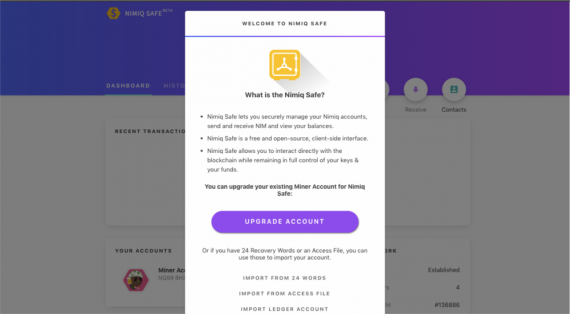 WELCOME TO NIMIQ SAFE
NIMIQ SAFE BETA
DASHBOARD HISTO
Receive Contacts
What is the Nimiq Safe?
RECENT TRANSACTIO
• Nimiq Safe lets you securely manage your Nimiq accounts,
send and receive NIM and view your balances.
• Nimiq Safe is a free and open-source, client-side interface.
• Nimiq Safe allows you to interact directly with the
blockchain while remaining in full control of your keys &
your funds.
You can upgrade your existing Miner Account for Nimiq
Safe:
UPGRADE ACCOUNT
Or if you have 24 Recovery Words or an Access File, you can
use those to import your account.
YOUR ACCOUNTS
RK
Miner Acc
Established
IMPORT FROM 24 WORDS
4
IMPORT FROM ACCESS FILE
#136686
IMPORT LEDGER ACCOUNT